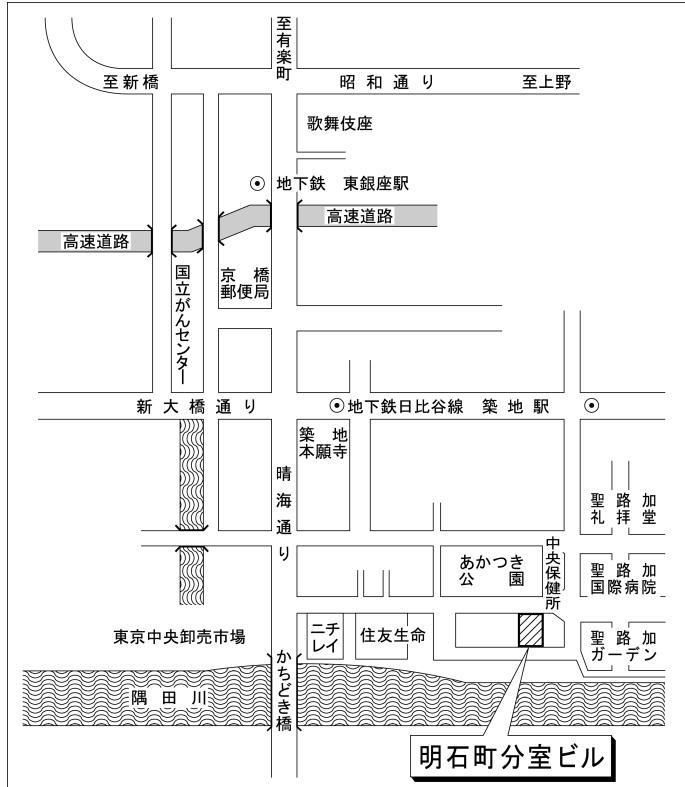 至有楽町
至新橋
昭和通り
至上野
歌舞伎座
地下鉄 東銀座駅
高速道路
高速道路
国立がんセンター
京橋
郵便局
新大橋通り
地下鉄日比谷線 築地駅
築地
本願寺
晴海通り
聖路加
礼拝堂
中央保健所
あかつき
公園
聖路加
国際病院
ニチ
レイ
住友生命
東京中央卸売市場
聖路加
ガーデン
かちどき橋
隅田川
明石町分室ビル